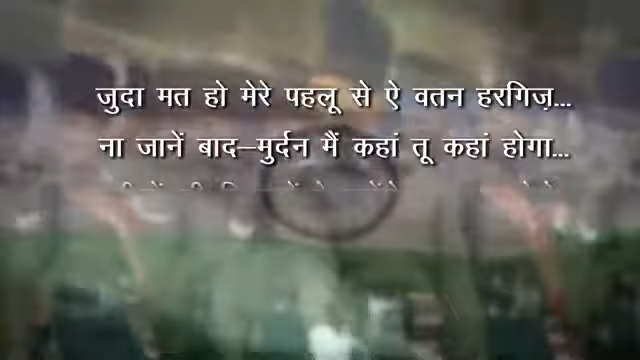 जुदा मत हो मेरे पहलू से ऐ वतन हरगिज़...
ना जानें बाद–मुर्दन मैं कहां तू कहां होगा...